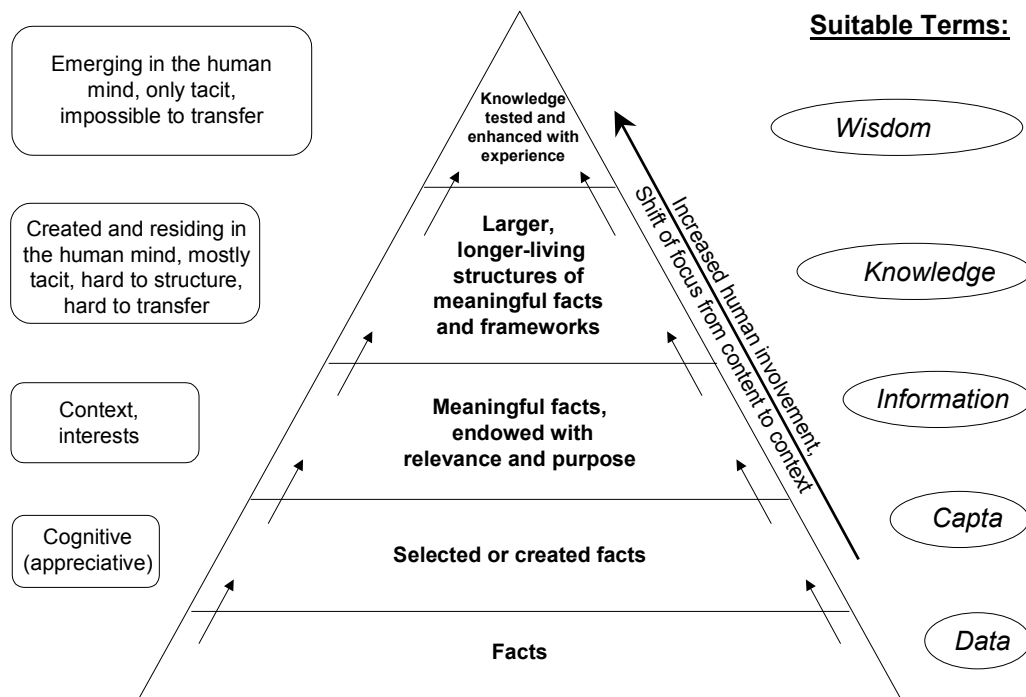 Suitable Terms:
Emerging in the human
mind, only tacit,
impossible to transfer
Knowledge
tested and
enhanced with
experience
Wisdom
Created and residing in
the human mind, mostly
tacit, hard to structure,
hard to transfer
Larger,
longer-living
structures of
meaningful facts
and frameworks
Increased human involvement,
Shift of focus from content to context
Knowledge
Context,
interests
Meaningful facts,
endowed with
relevance and purpose
Information
Cognitive
(appreciative)
Selected or created facts
Capta
Facts
Data